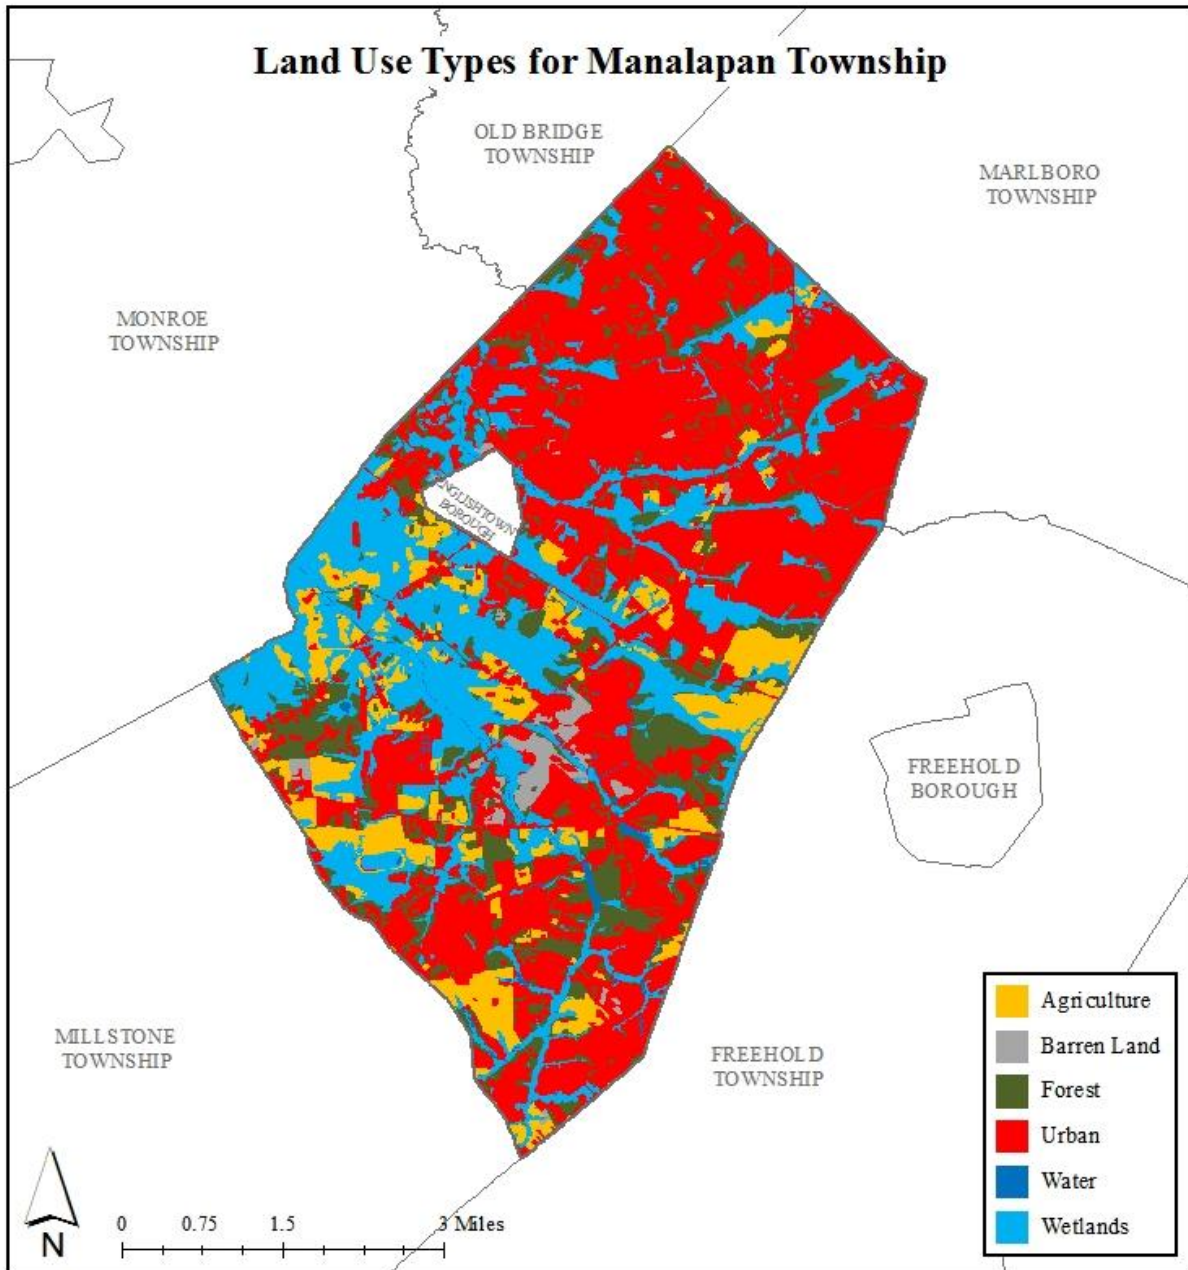 Land Use Types for Manalapan Township
OLD BRIDGE
TOWNSHIP
MARLBORO
TOWNSHIP
MONROE
TOWNSHIP
ENGLISHTOWN
BOROUGH
FREEHOLD
BOROUGH
MILLSTONE
TOWNSHIP
FREEHOLD
TOWNSHIP
Agriculture
Barren Land
Forest
Urban
Water
Wetlands
N
0 0.75 1.5 3 Miles